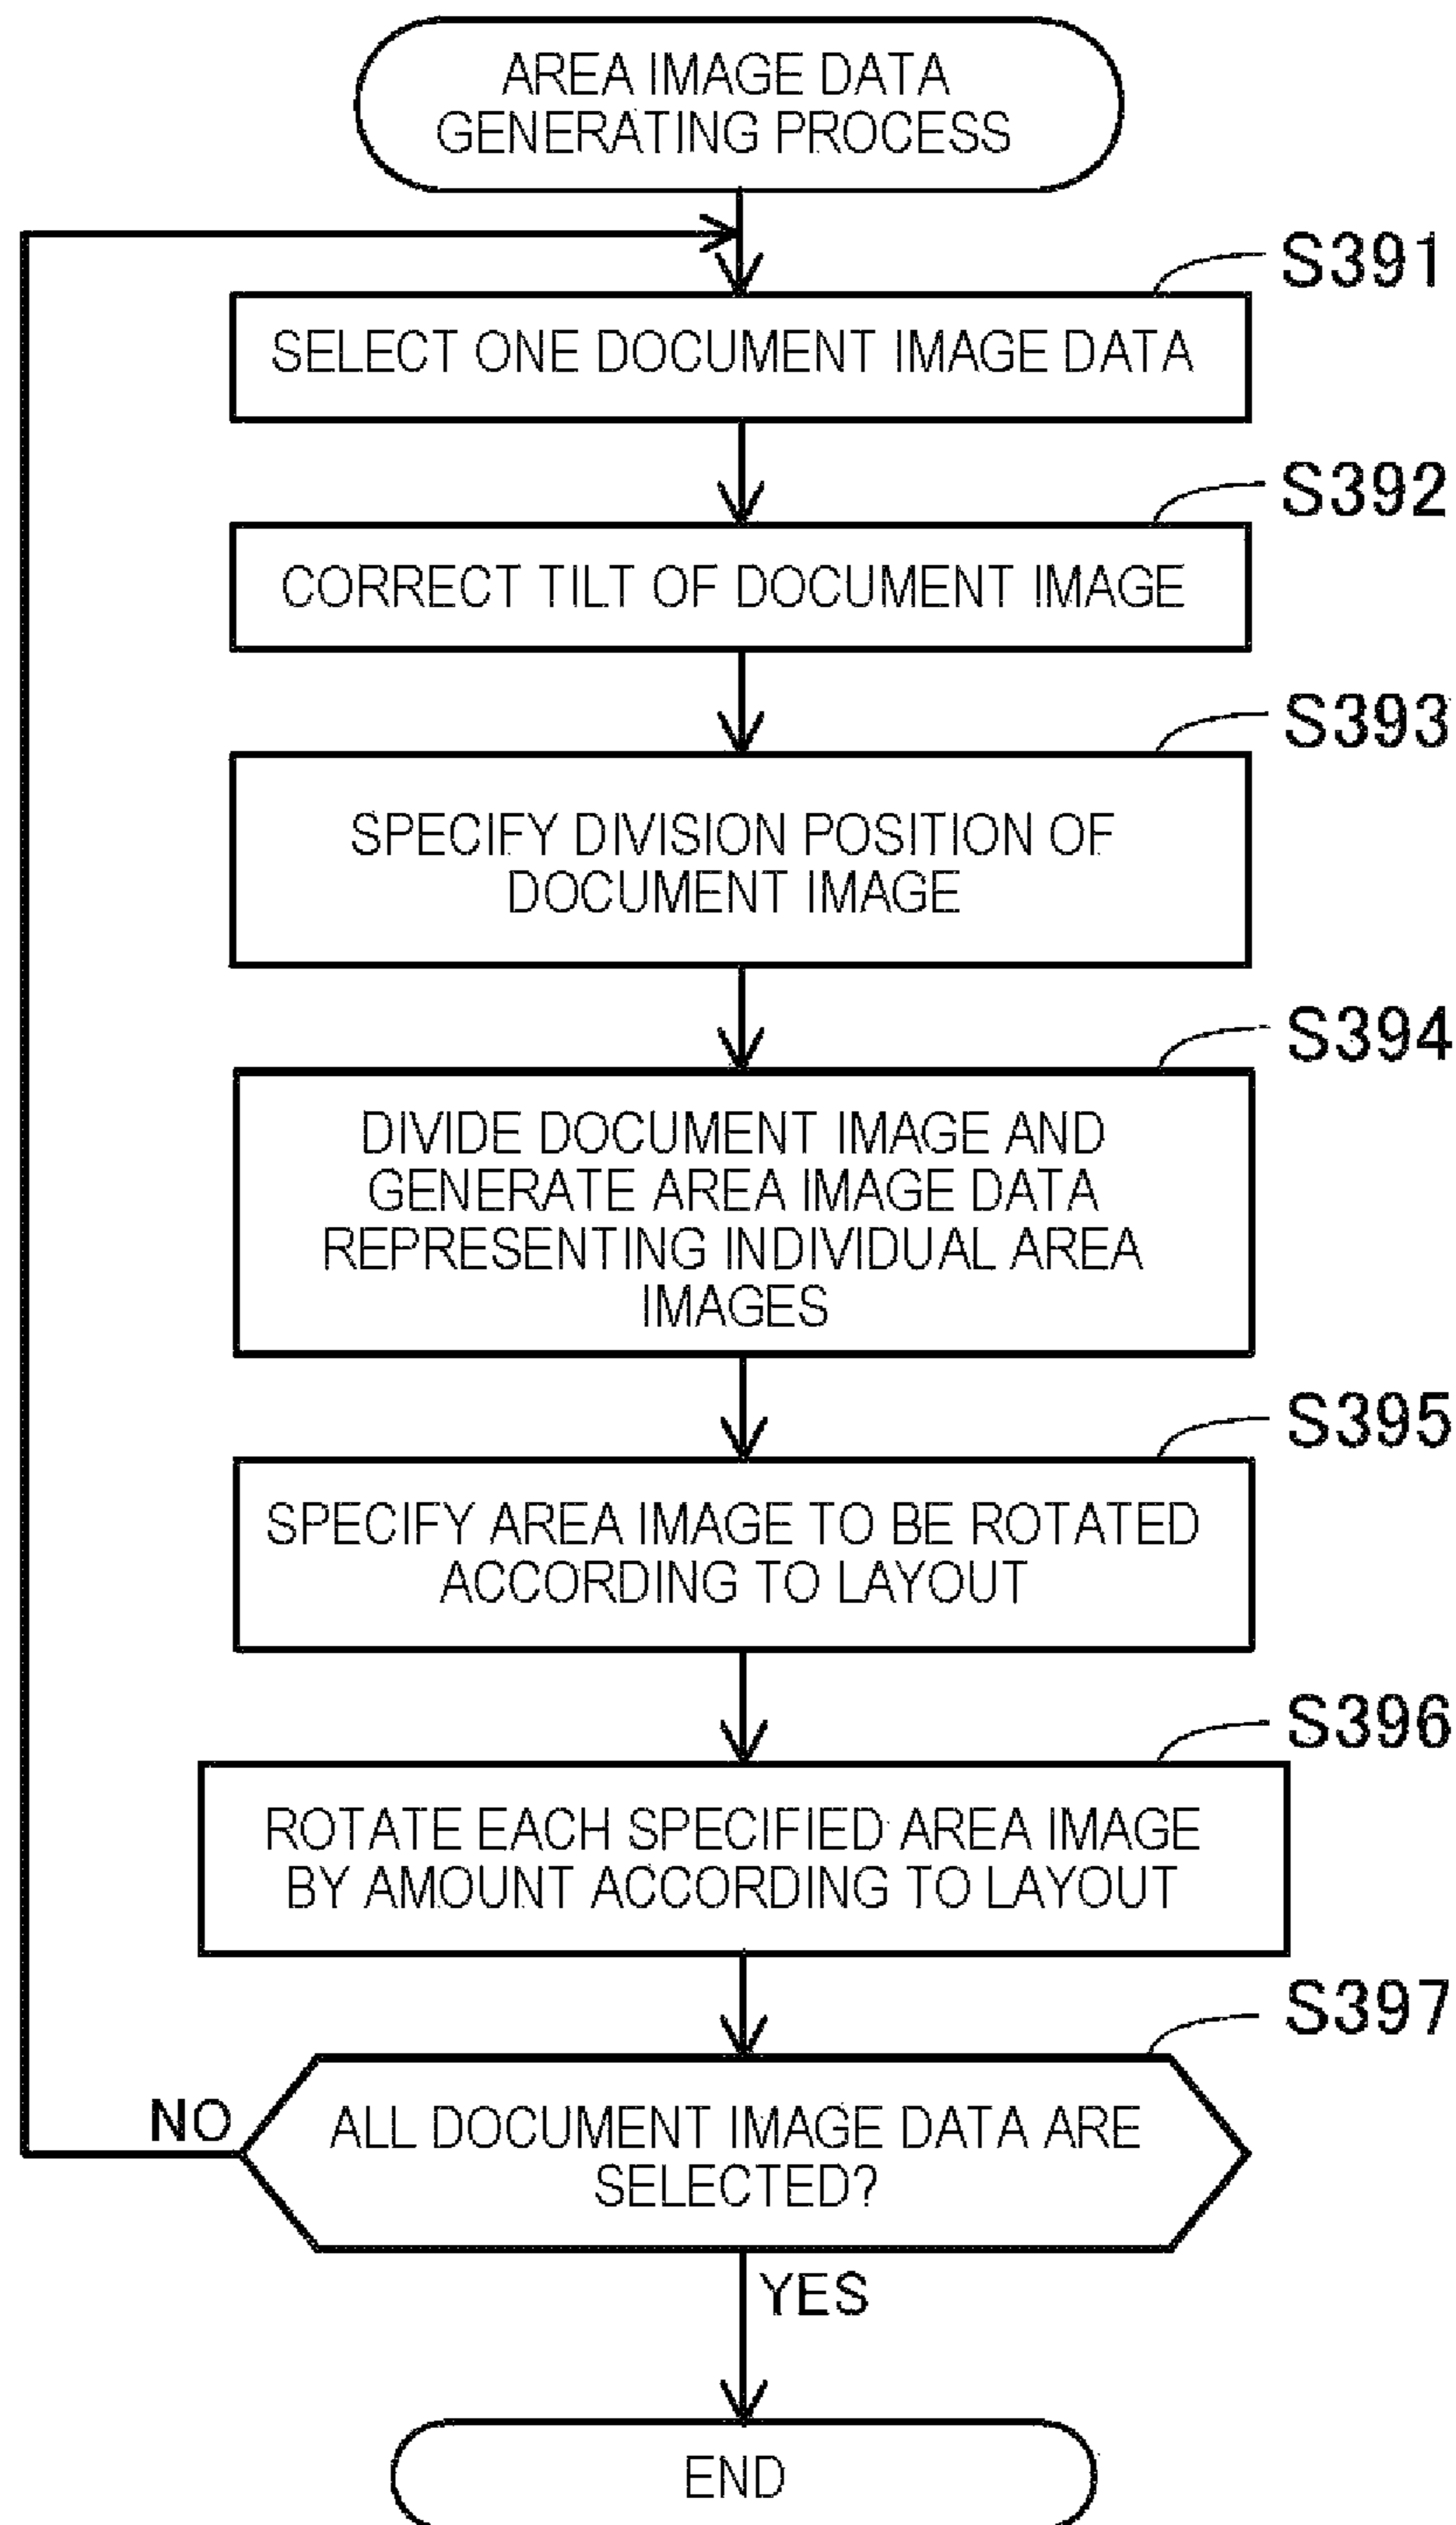 AREA IMAGE DATA
GENERATING PROCESS
S391
SELECT ONE DOCUMENT IMAGE DATA
S392
CORRECT TILT OF DOCUMENT IMAGE
S393
SPECIFY DIVISION POSITION OF
DOCUMENT IMAGE
S394
DIVIDE DOCUMENT IMAGE AND
GENERATE AREA IMAGE DATA
REPRESENTING INDIVIDUAL AREA
IMAGES
S395
SPECIFY AREA IMAGE TO BE ROTATED
ACCORDING TO LAYOUT
S396
ROTATE EACH SPECIFIED AREA IMAGE
BY AMOUNT ACCORDING TO LAYOUT
S397
NO
ALL DOCUMENT IMAGE DATA ARE
SELECTED?
YES
END